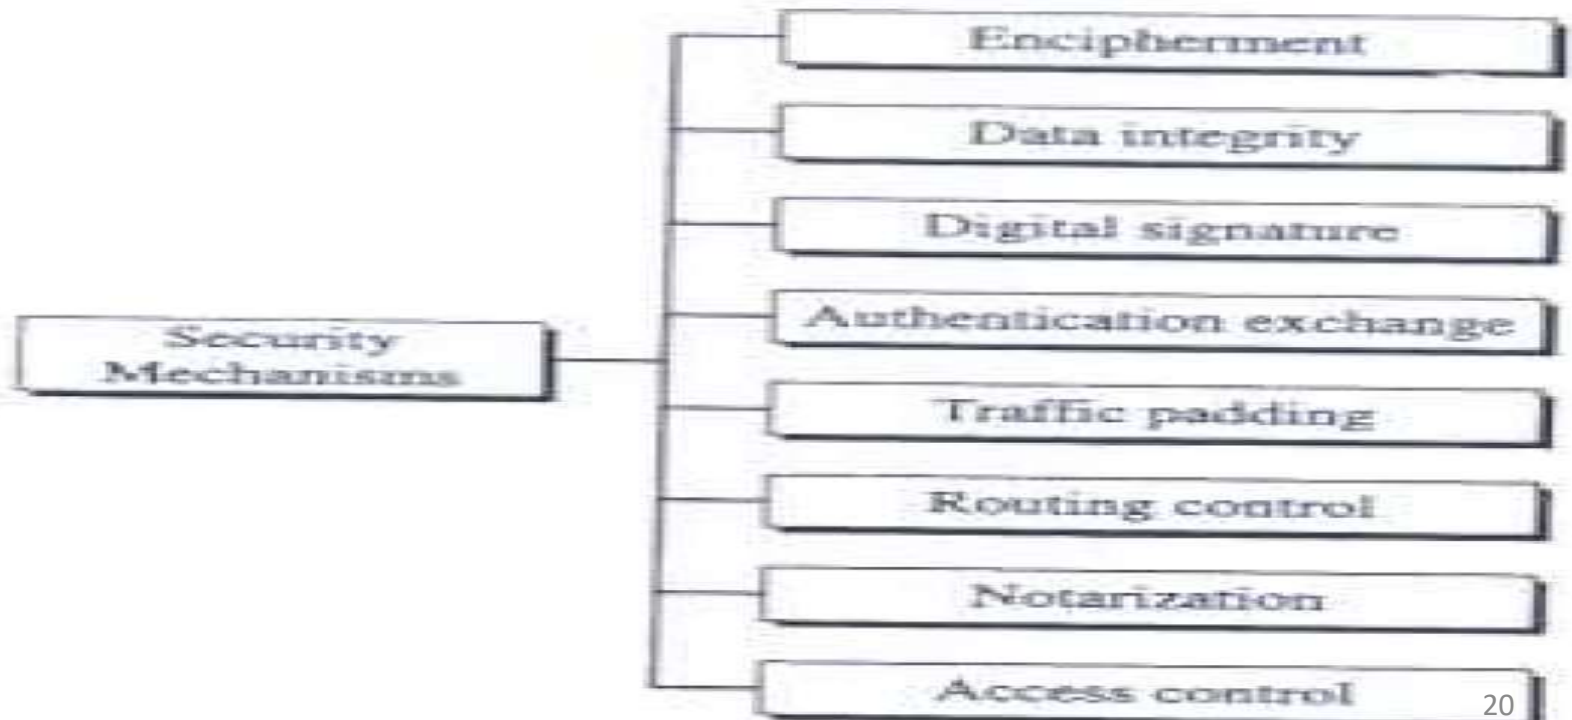 Encipherment
Data integrity
Digital signature
Authentication exchange
Security
Mechanisms
Traffic padding
Routing control
Notarization
Access control
20